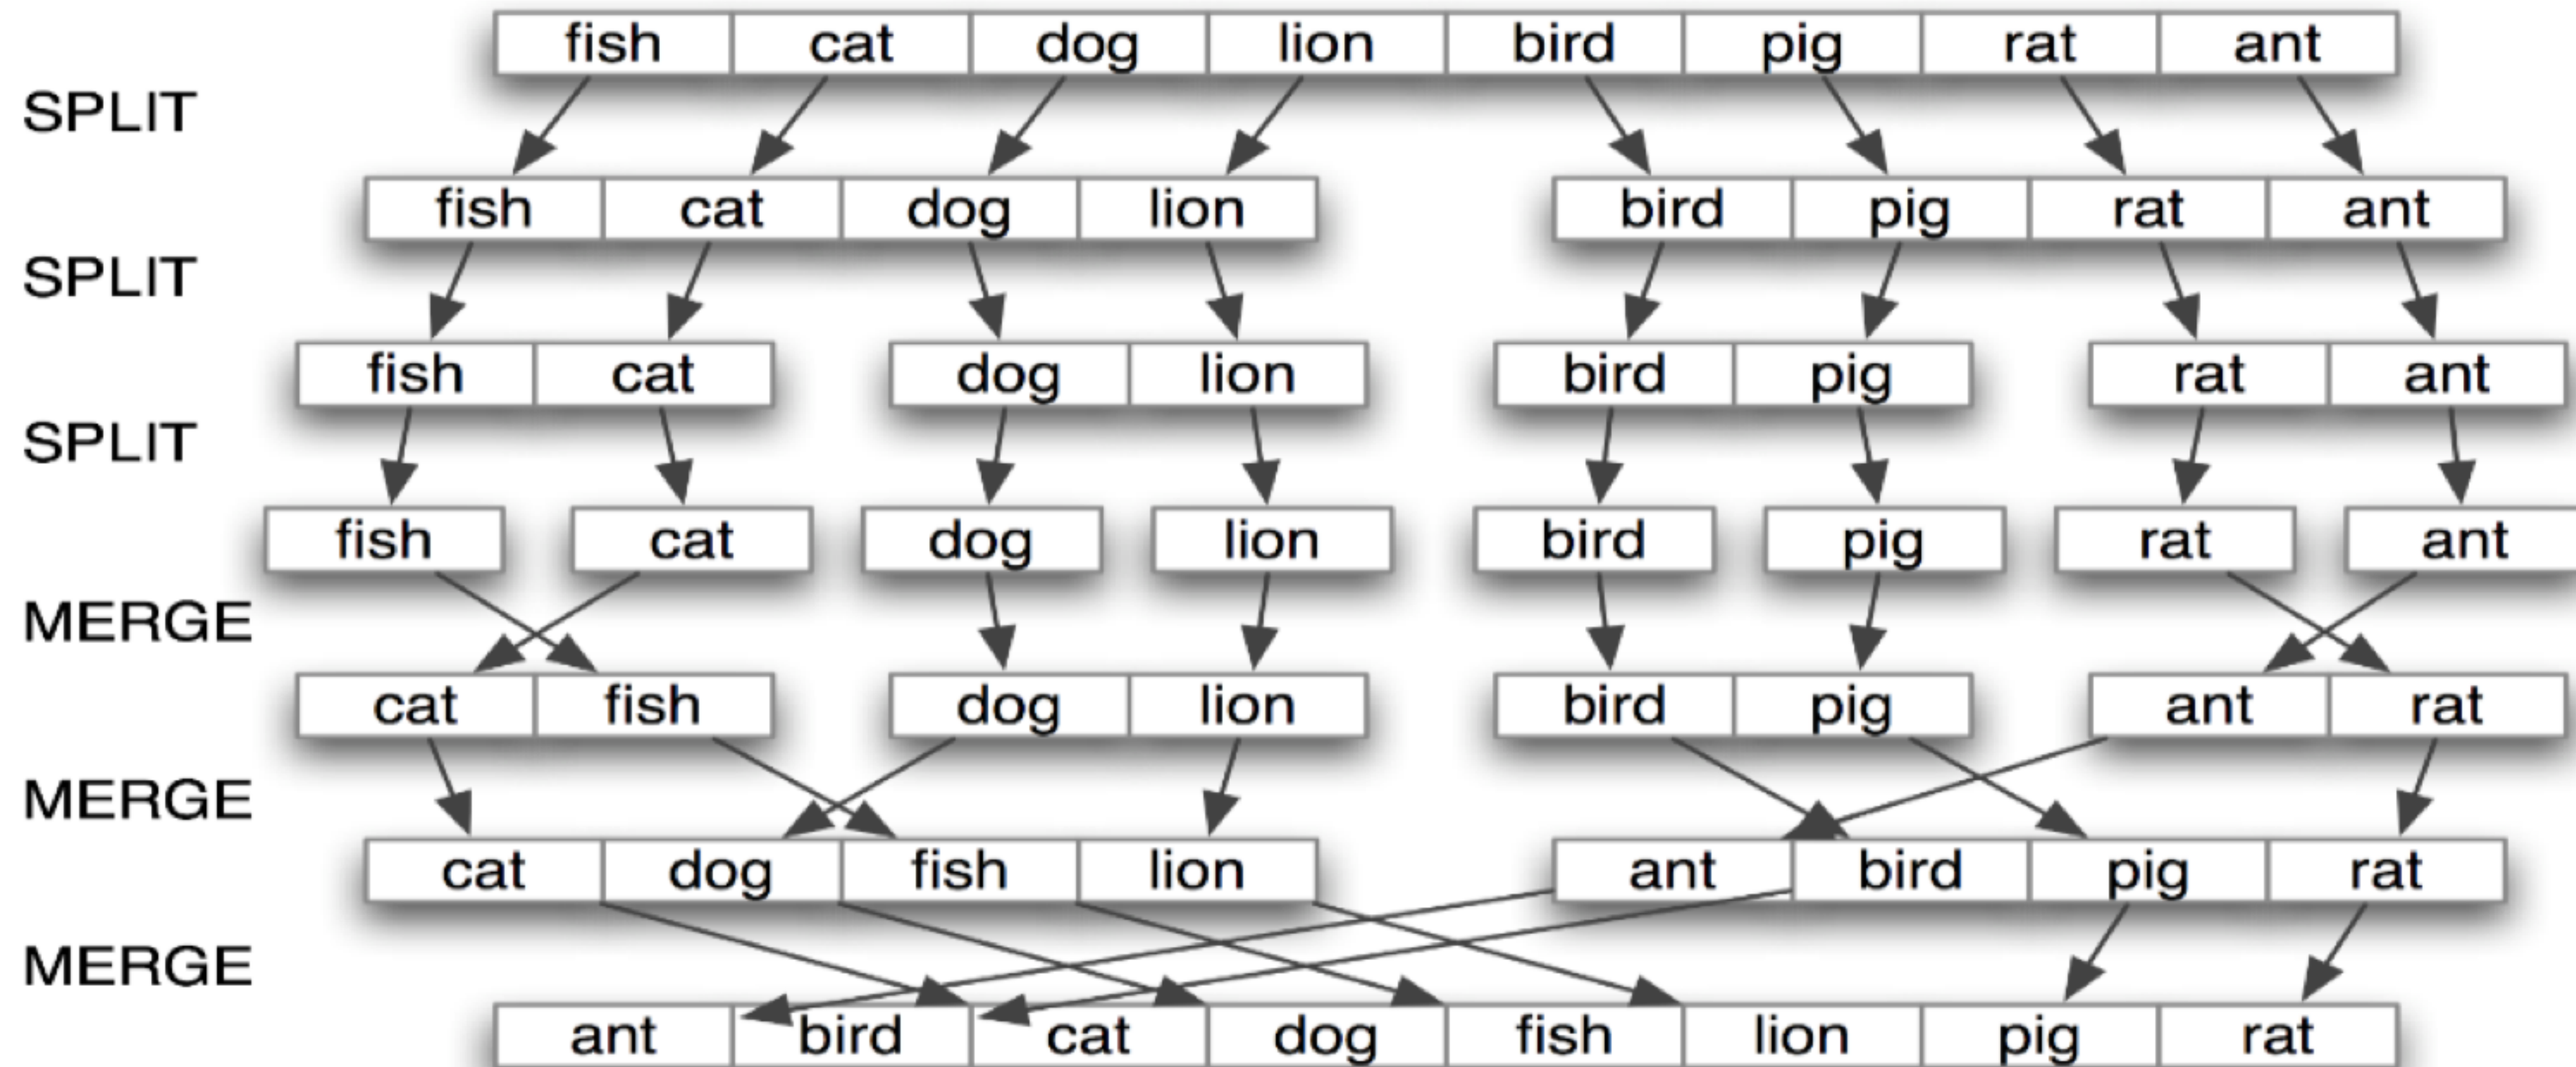 fish cat dog lion bird pig rat ant
SPLIT
fish cat dog lion bird pig rat ant
SPLIT
fish cat dog lion bird pig rat ant
SPLIT
fish cat dog lion bird pig rat ant
MERGE
cat fish dog lion bird pig ant rat
MERGE
cat dog fish lion ant bird pig rat
MERGE
ant bird cat dog fish lion pig rat